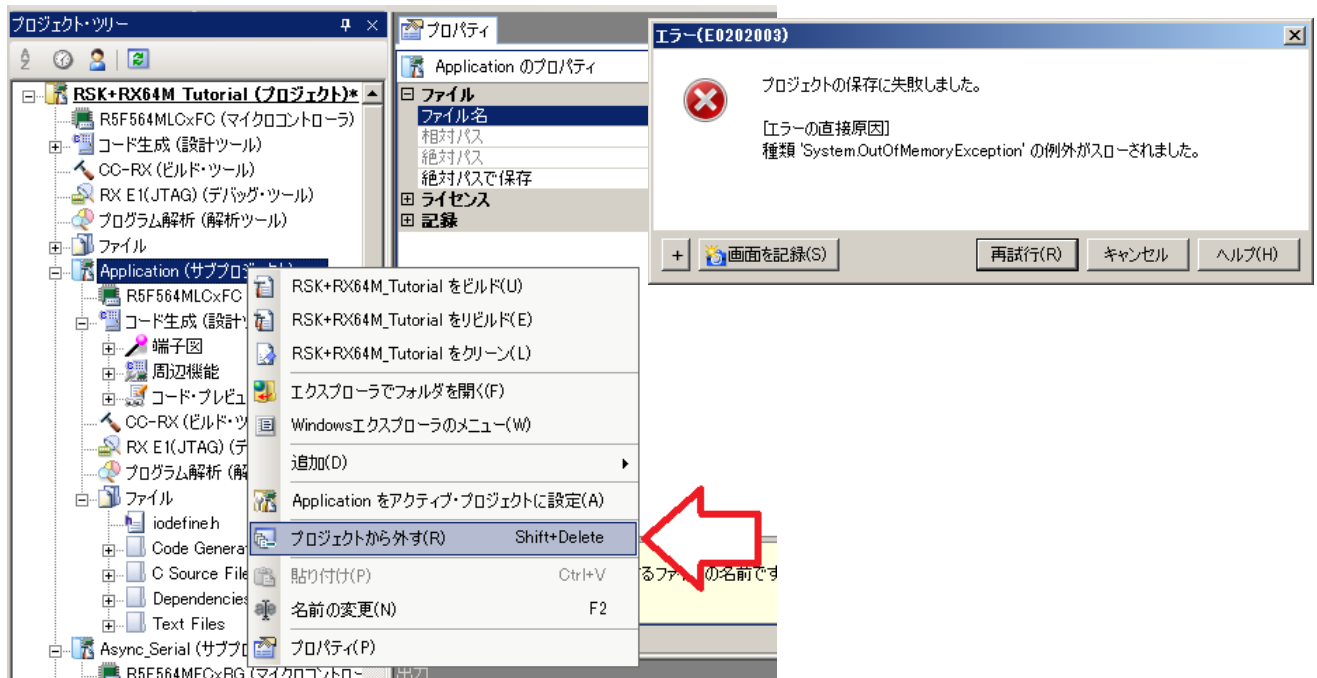 プロジェクト・ツリー
プロパティ
Application のプロパティ
RSK+RX64M_Tutorial (プロジェクト)*
R5F564MLCxFC (マイクロコントローラ)
コード生成 (設計ツール)
CC-RX (ビルド・ツール)
RX E1(JTAG) (デバッグ・ツール)
プログラム解析 (解析ツール)
ファイル
Application (サブプロジェクト)
R5F564MLCxFC
コード生成 (設計
端子図
周辺機能
コード・プレビュ
CC-RX (ビルド・ツ
RX E1(JTAG) (デ
プログラム解析 (解
ファイル
iodefine.h
Code Genera
C Source File
Dependencies
Text Files
Async_Serial (サブプロ
R5F564MFCxBG (マイクロコントロー
ファイル
ファイル名
相対パス
絶対パス
絶対パスで保存
ライセンス
記録
RSK+RX64M_Tutorial をビルド(U)
RSK+RX64M_Tutorial をリビルド(E)
RSK+RX64M_Tutorial をクリーン(L)
エクスプローラでフォルダを開く(F)
Windowsエクスプローラのメニュー(W)
追加(D)
Application をアクティブ・プロジェクトに設定(A)
プロジェクトから外す(R) Shift+Delete
貼り付け(P) Ctrl+V
名前の変更(N) F2
プロパティ(P)
るファ の名前です
出力
エラー(E0202003)
プロジェクトの保存に失敗しました。
[エラーの直接原因]
種類 'System.OutOfMemoryException' の例外がスローされました。
+ 画面を記録(S) 再試行(R) キャンセル ヘルプ(H)